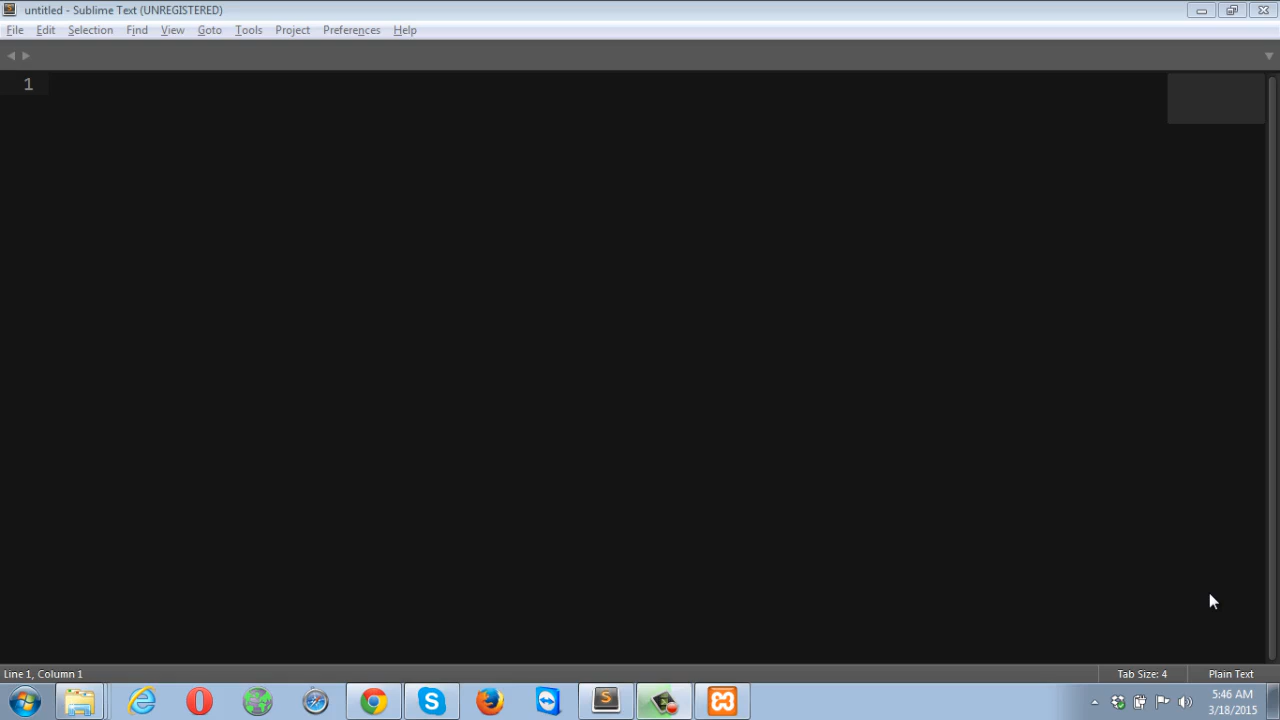 untitled - Sublime Text (UNREGISTERED)
File Edit Selection Find View Goto Tools Project Preferences Help
1
Line 1, Column 1 Tab Size: 4 Plain Text
5:46 AM
3/18/2015